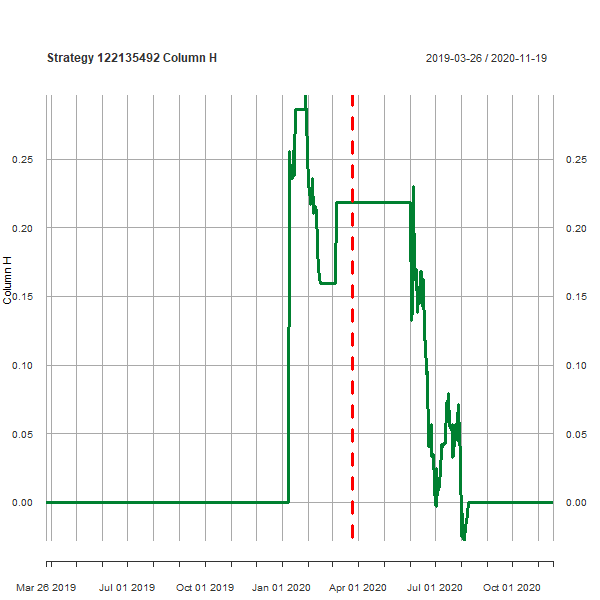 Strategy 122135492 Column H
2019-03-26 / 2020-11-19
Column H
0.25
0.20
0.15
0.10
0.05
0.00
0.25
0.20
0.15
0.10
0.05
0.00
Mar 26 2019
Jul 01 2019
Oct 01 2019
Jan 01 2020
Apr 01 2020
Jul 01 2020
Oct 01 2020